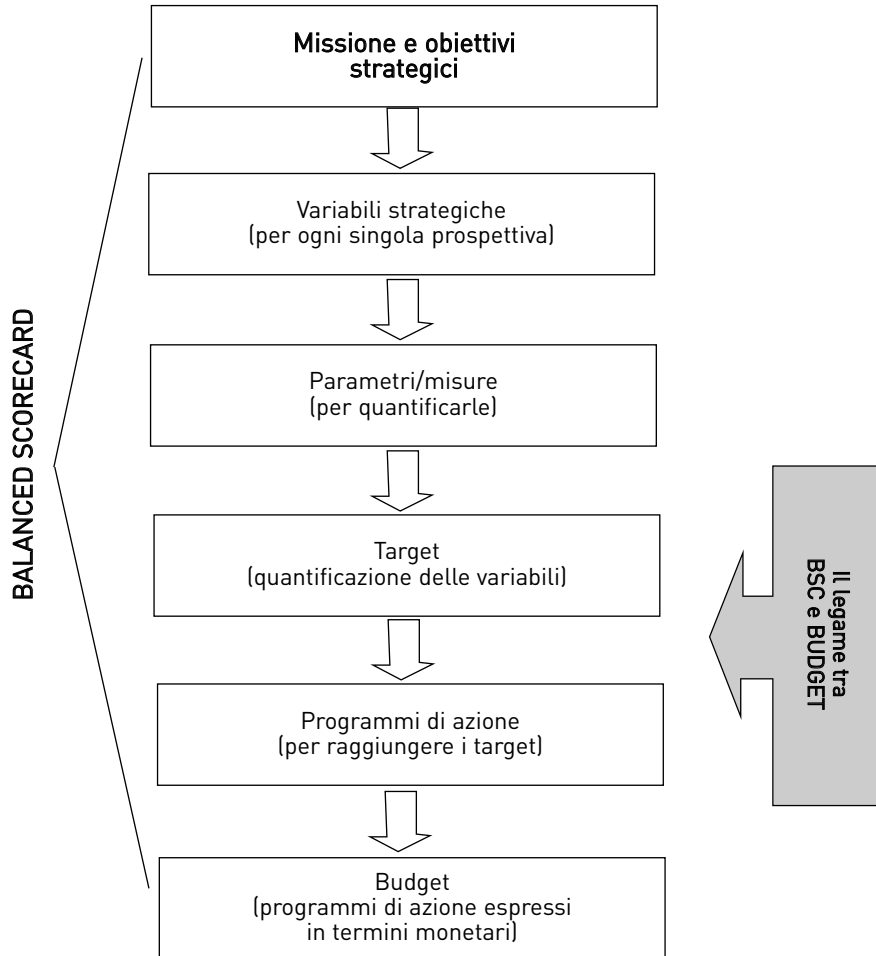 Missione e obiettivi
strategici
Variabili strategiche
(per ogni singola prospettiva)
Parametri/misure
(per quantificarle)
Target
(quantificazione delle variabili)
Programmi di azione
(per raggiungere i target)
Budget
(programmi di azione espressi
in termini monetari)
BALANCED SCORECARD
Il legame tra
BSC e BUDGET